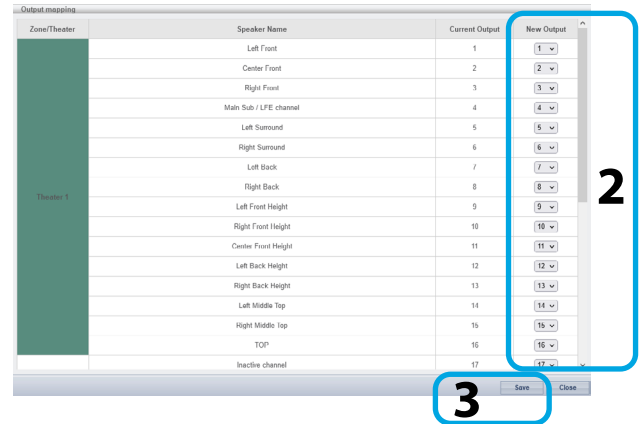 Output mapping
Zone/Theater Speaker Name Current Output New Output
Left Front 1 1
Center Front 2 2
Right Front 3 3
Main Sub / LFE channel 4 4
Left Surround 5 5
Right Surround 6 6
Left Back 7 7
Right Back 8 8
Theater 1
Left Front Height 9 9
Right Front Height 10 10
Center Front Height 11 11
Left Back Height 12 12
Right Back Height 13 13
Left Middle Top 14 14
Right Middle Top 15 15
TOP 16 16
Inactive channel 17 17
2
3 Save Close